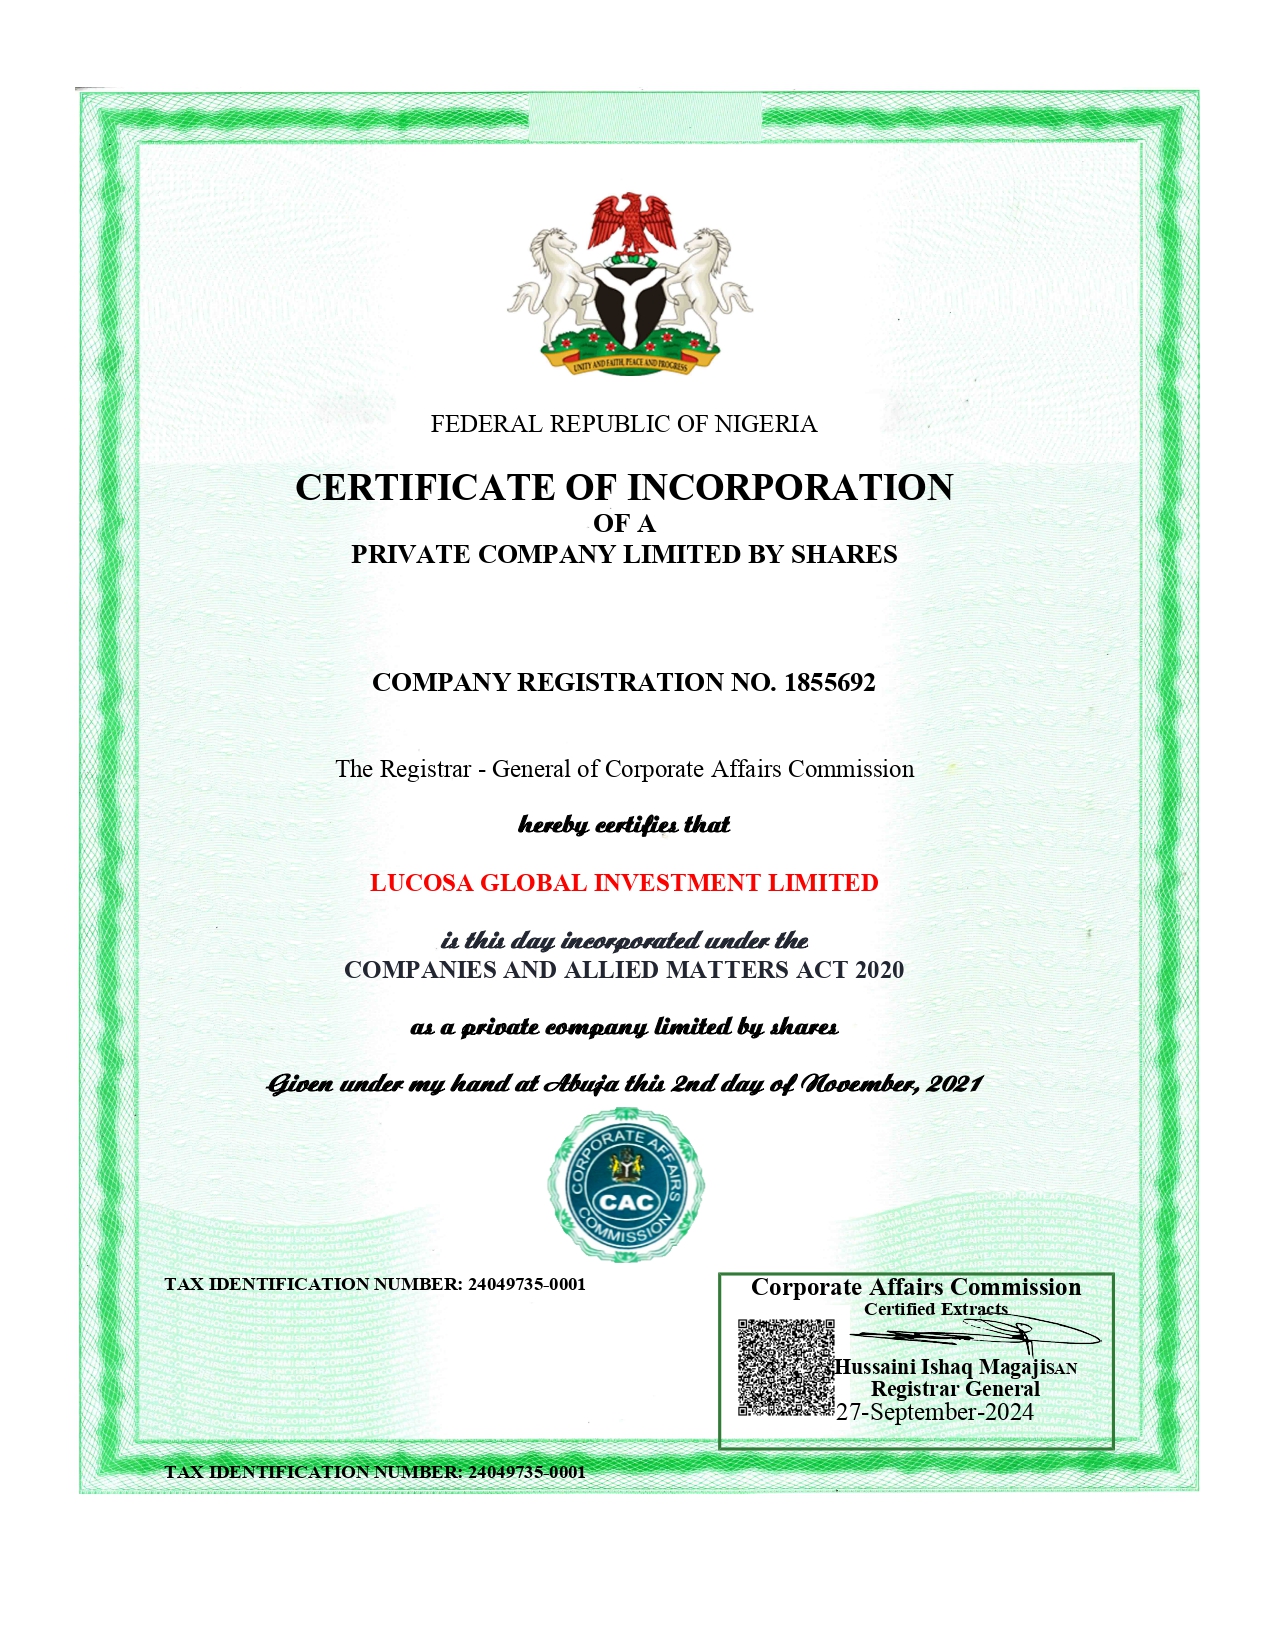 UNITY AND FAITH, PEACE AND PROGRESS
FEDERAL REPUBLIC OF NIGERIA
CERTIFICATE OF INCORPORATION
OF A
PRIVATE COMPANY LIMITED BY SHARES
COMPANY REGISTRATION NO. 1855692
The Registrar - General of Corporate Affairs Commission
hereby certifies that
LUCOSA GLOBAL INVESTMENT LIMITED
is this day incorporated under the
COMPANIES AND ALLIED MATTERS ACT 2020
as a private company limited by shares
Given under my hand at Abuja this 2nd day of November, 2021
CORPORATE AFFAIRS
CAC
COMMISSION
TAX IDENTIFICATION NUMBER: 24049735-0001
Corporate Affairs Commission
Certified Extracts
Hussaini Ishaq Magaji SAN
Registrar General
27-September-2024
TAX IDENTIFICATION NUMBER: 24049735-0001